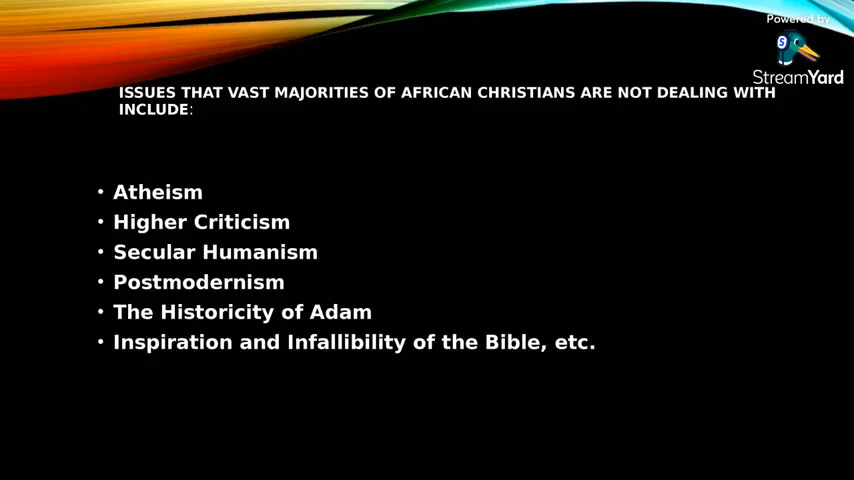 Powered by
StreamYard
ISSUES THAT VAST MAJORITIES OF AFRICAN CHRISTIANS ARE NOT DEALING WITH
INCLUDE:
• Atheism
• Higher Criticism
• Secular Humanism
• Postmodernism
• The Historicity of Adam
• Inspiration and Infallibility of the Bible, etc.